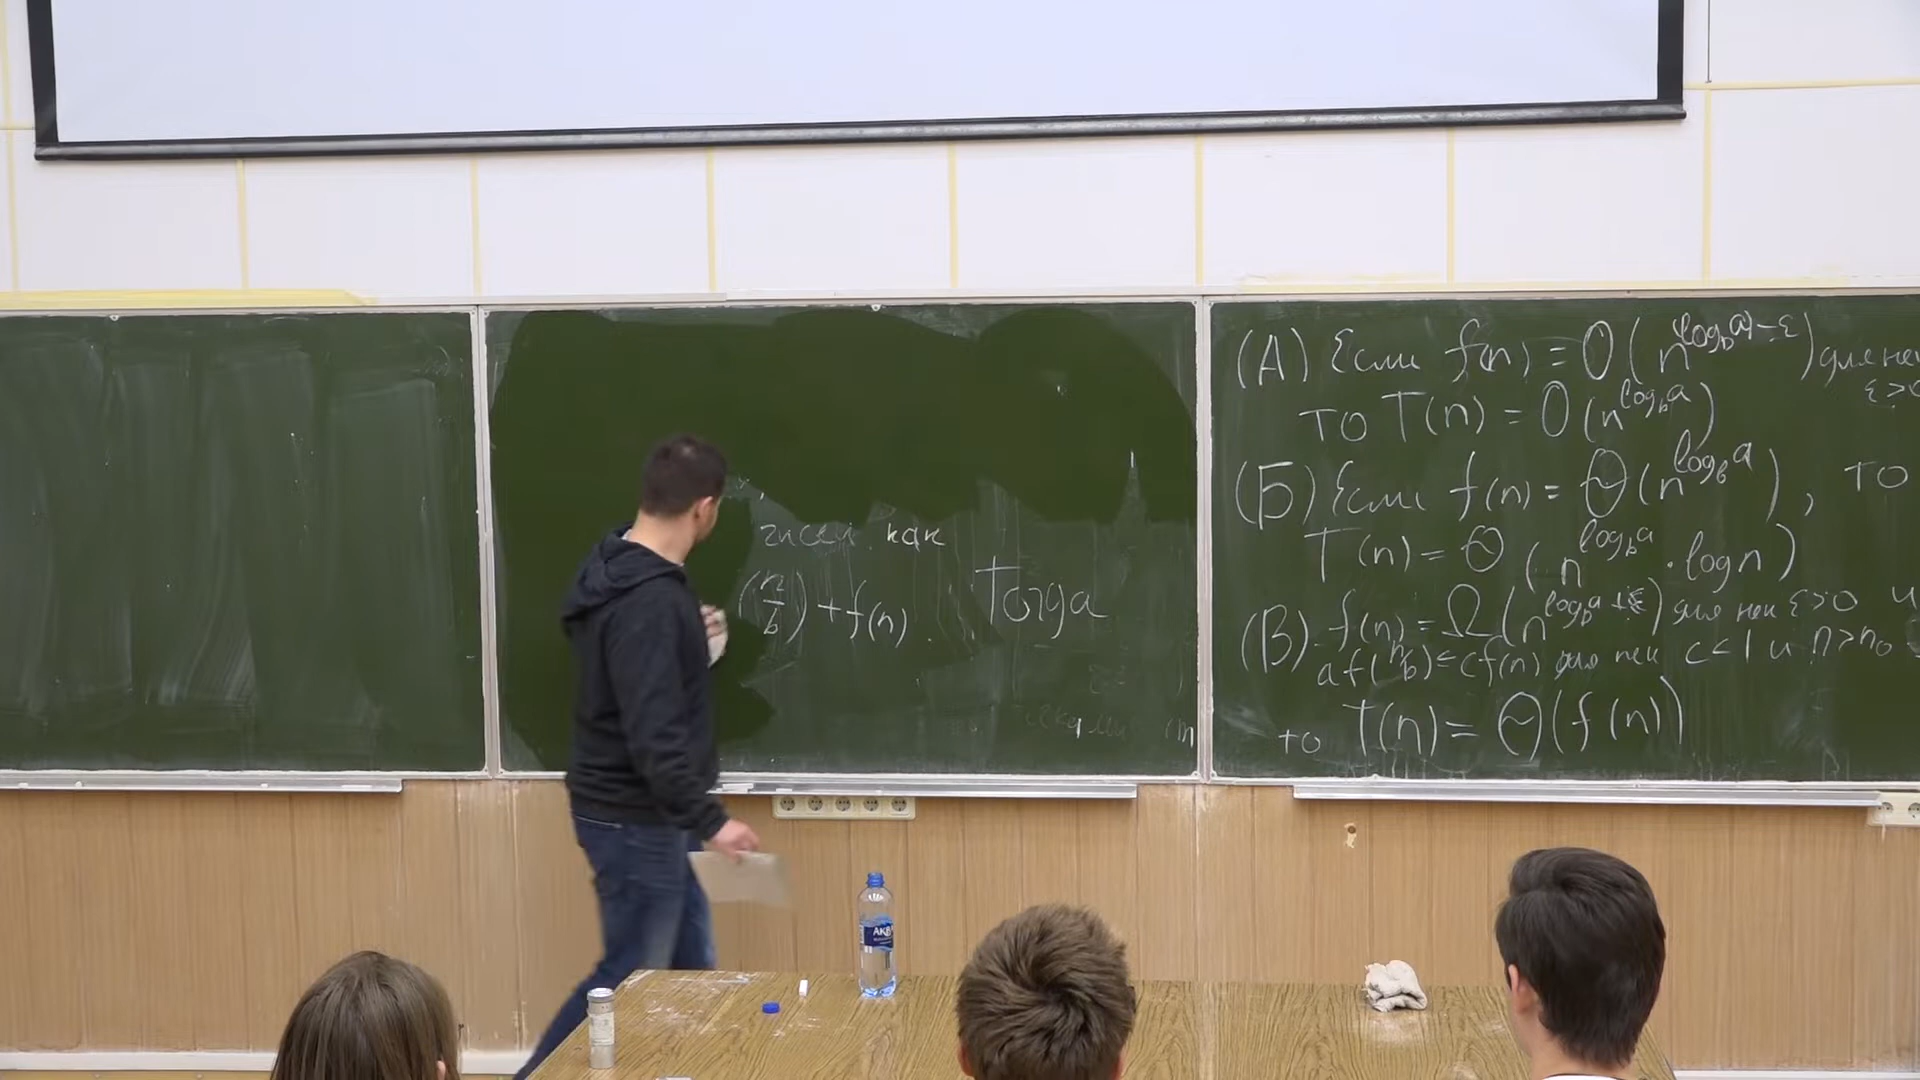 чисел как
(n/b) + f(n). Тогда
(А) Если f(n) = O(n^(log_b a) - ε) для
ε > 0
то T(n) = O(n^(log_b a))
(Б) Если f(n) = Θ(n^(log_b a)), то
T(n) = Θ(n^(log_b a) · log n)
(В) f(n) = Ω(n^(log_b a + ε)) для нек ε>0 и
af(n/b) ≤ cf(n) для нек c<1 и n>n₀
то T(n) = Θ(f(n))
АКВА